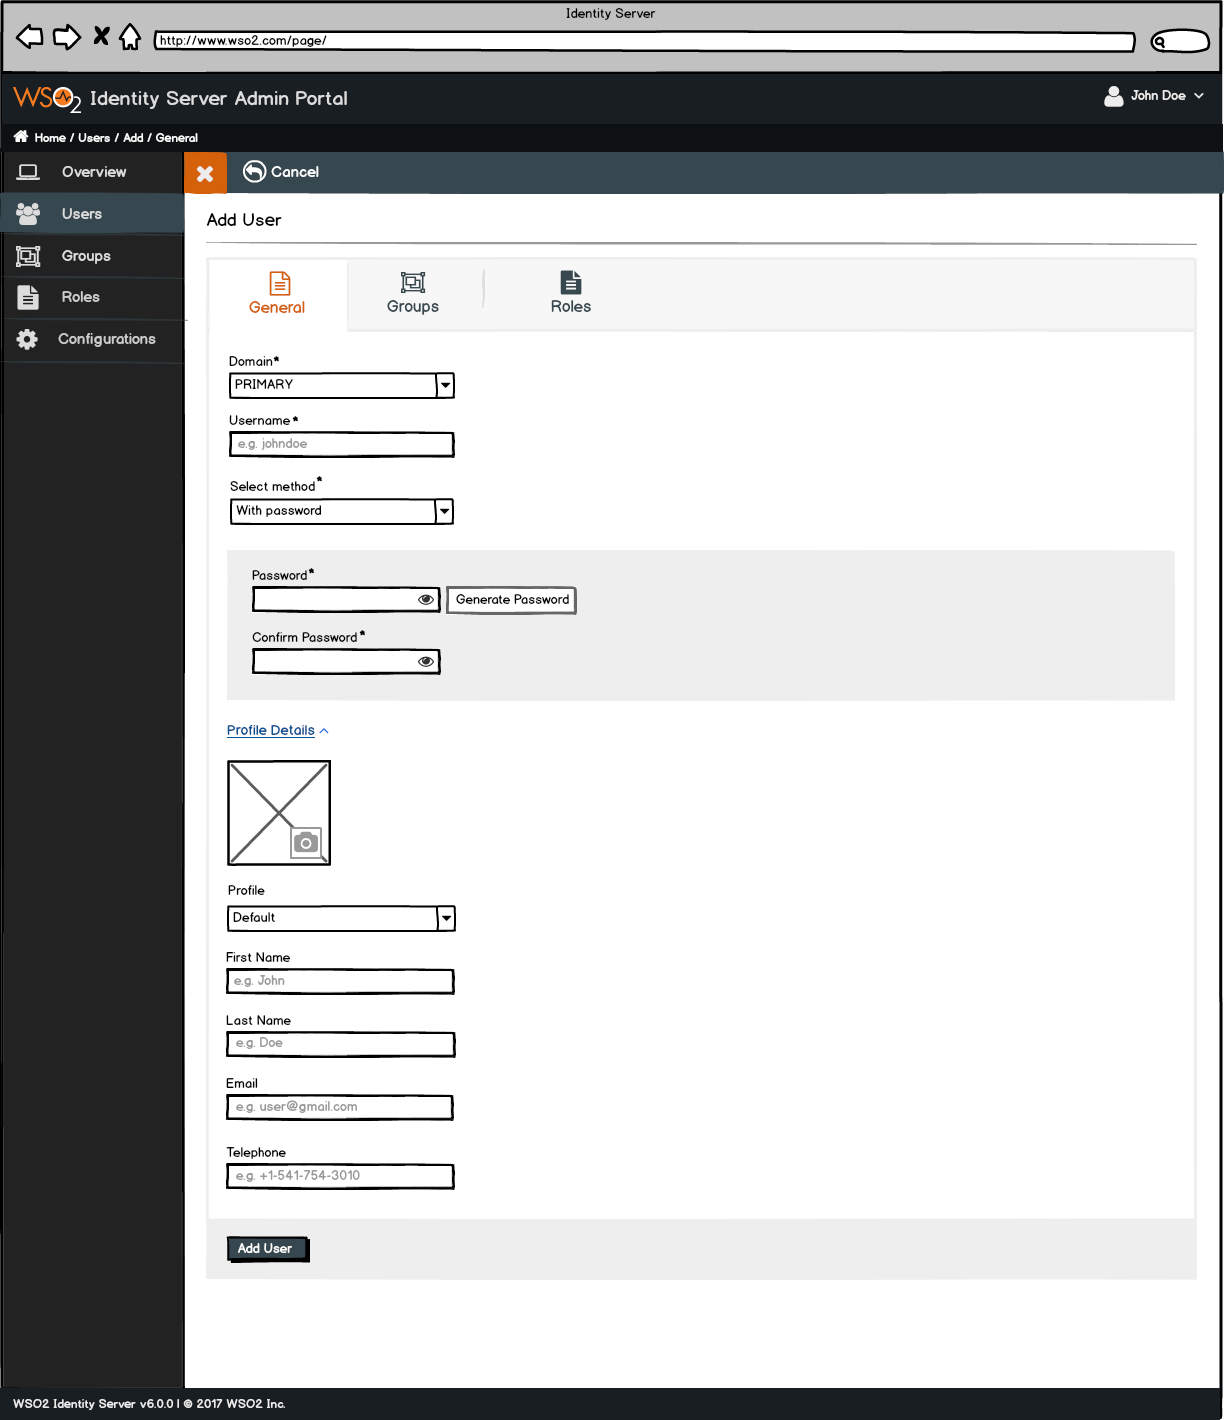 Identity Server
http://www.wso2.com/page/
WSO2 Identity Server Admin Portal
John Doe
Home / Users / Add / General
Overview
Cancel
Users
Add User
Groups
Roles
Configurations
General
Groups
Roles
Domain*
PRIMARY
Username*
e.g. johndoe
Select method*
With password
Password*
Generate Password
Confirm Password*
Profile Details
Profile
Default
First Name
e.g. John
Last Name
e.g. Doe
Email
e.g. user@gmail.com
Telephone
e.g. +1-541-754-3010
Add User
WSO2 Identity Server v6.0.0 | © 2017 WSO2 Inc.